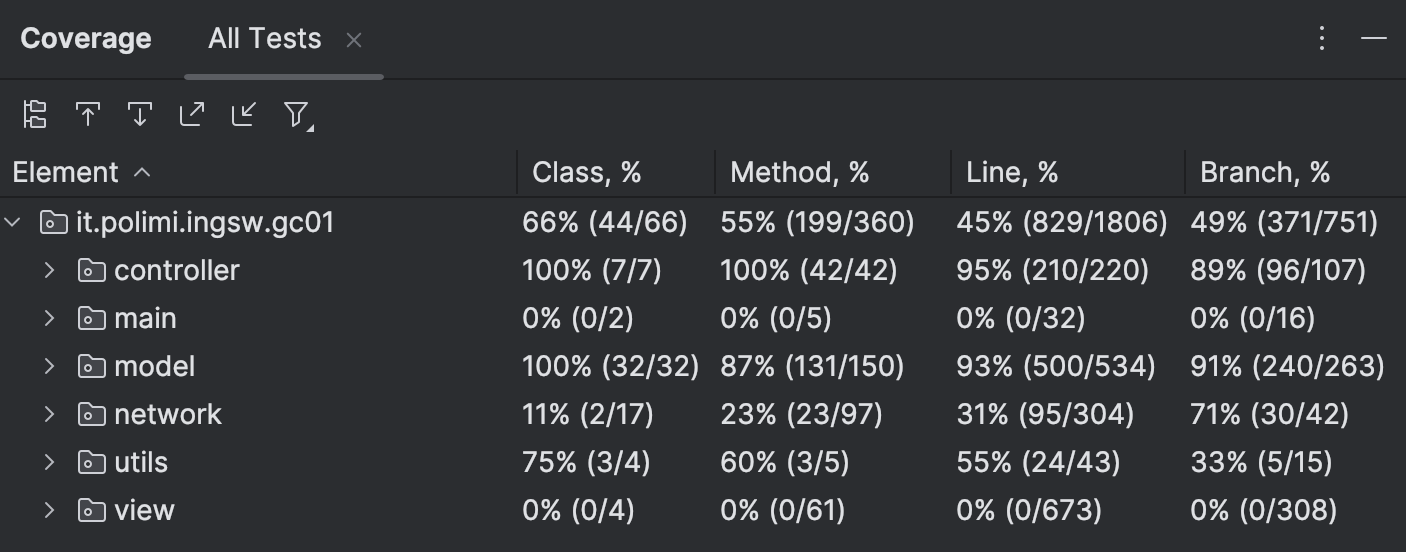 Coverage All Tests
Element Class, % Method, % Line, % Branch, %
it.polimi.ingsw.gc01 66% (44/66) 55% (199/360) 45% (829/1806) 49% (371/751)
controller 100% (7/7) 100% (42/42) 95% (210/220) 89% (96/107)
main 0% (0/2) 0% (0/5) 0% (0/32) 0% (0/16)
model 100% (32/32) 87% (131/150) 93% (500/534) 91% (240/263)
network 11% (2/17) 23% (23/97) 31% (95/304) 71% (30/42)
utils 75% (3/4) 60% (3/5) 55% (24/43) 33% (5/15)
view 0% (0/4) 0% (0/61) 0% (0/673) 0% (0/308)